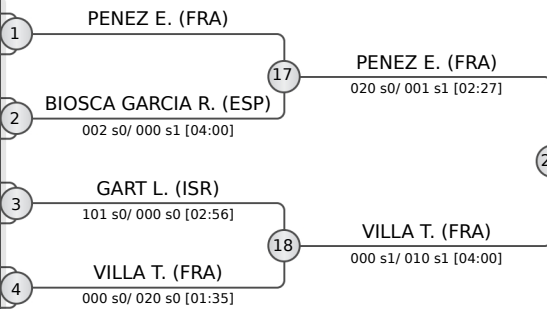 PENEZ E. (FRA)
1
17
PENEZ E. (FRA)
020 s0/ 001 s1 [02:27]
BIOSCA GARCIA R. (ESP)
2
002 s0/ 000 s1 [04:00]
GART L. (ISR)
3
101 s0/ 000 s0 [02:56]
18
VILLA T. (FRA)
000 s1/ 010 s1 [04:00]
VILLA T. (FRA)
4
000 s0/ 020 s0 [01:35]